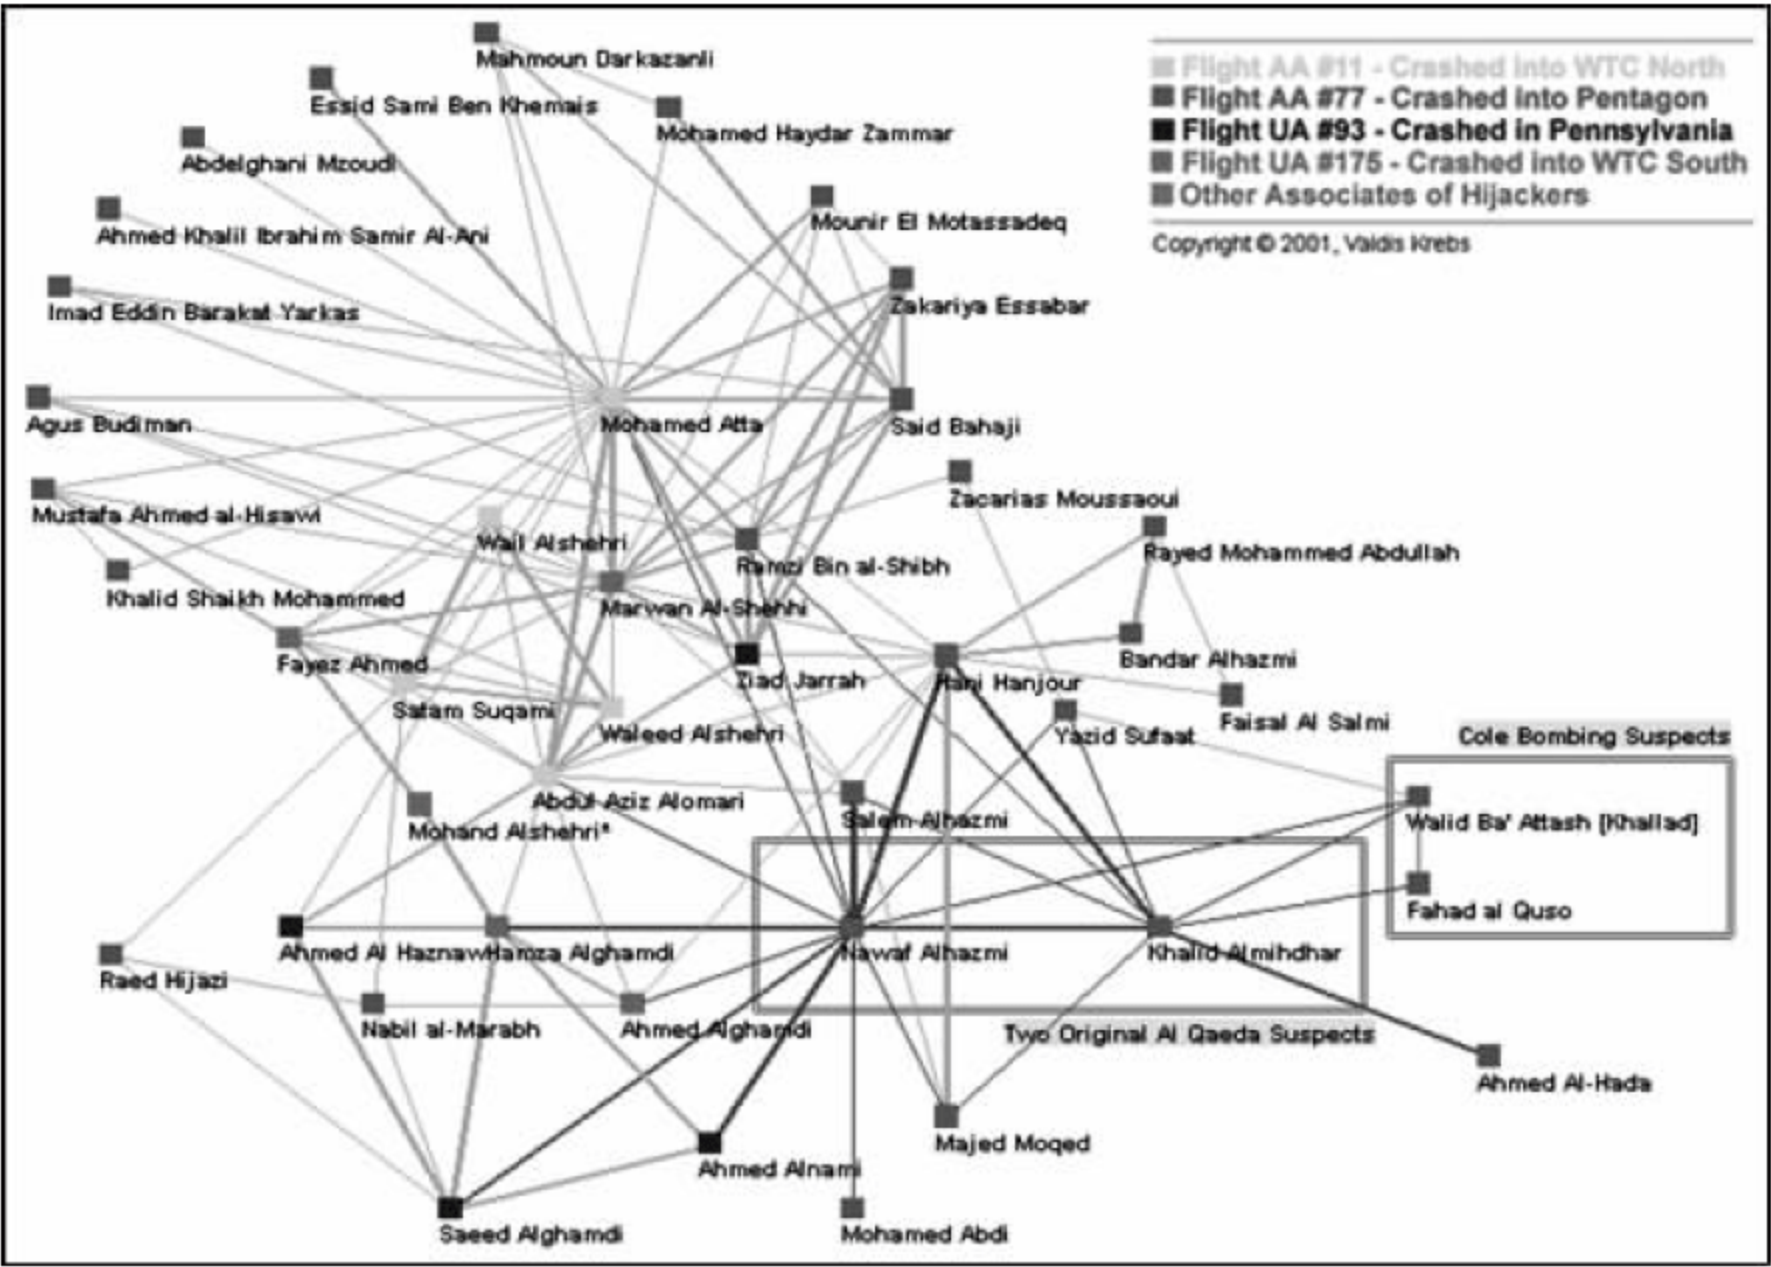 Mahmoun Darkazanli
Essid Sami Ben Khemais
Mohamed Haydar Zammar
Abdelghani Mzoudi
Mounir El Motassadeq
Ahmed Khalil Ibrahim Samir Al-Ani
Zakariya Essabar
Imad Eddin Barakat Yarkas
Flight AA #11 - Crashed into WTC North
Flight AA #77 - Crashed into Pentagon
Flight UA #93 - Crashed in Pennsylvania
Flight UA #175 - Crashed into WTC South
Other Associates of Hijackers
Copyright © 2001, Valdis Krebs
Agus Budiman
Mohamed Atta
Said Bahaji
Zacarias Moussaoui
Mustafa Ahmed al-Hisawi
Wail Alshehri
Rayed Mohammed Abdullah
Ramzi Bin al-Shibh
Khalid Shaikh Mohammed
Marwan Al-Shehhi
Bandar Alhazmi
Fayez Ahmed
Ziad Jarrah
Hani Hanjour
Satam Suqami
Faisal Al Salmi
Waleed Alshehri
Yazid Sufaat
Cole Bombing Suspects
Abdul Aziz Alomari
Salem Alhazmi
Walid Ba' Attash [Khallad]
Mohand Alshehri*
Fahad al Quso
Ahmed Al Haznaw
Hamza Alghamdi
Nawaf Alhazmi
Khalid Almihdhar
Raed Hijazi
Nabil al-Marabh
Ahmed Alghamdi
Two Original Al Qaeda Suspects
Ahmed Al-Hada
Majed Moqed
Ahmed Alnami
Saeed Alghamdi
Mohamed Abdi